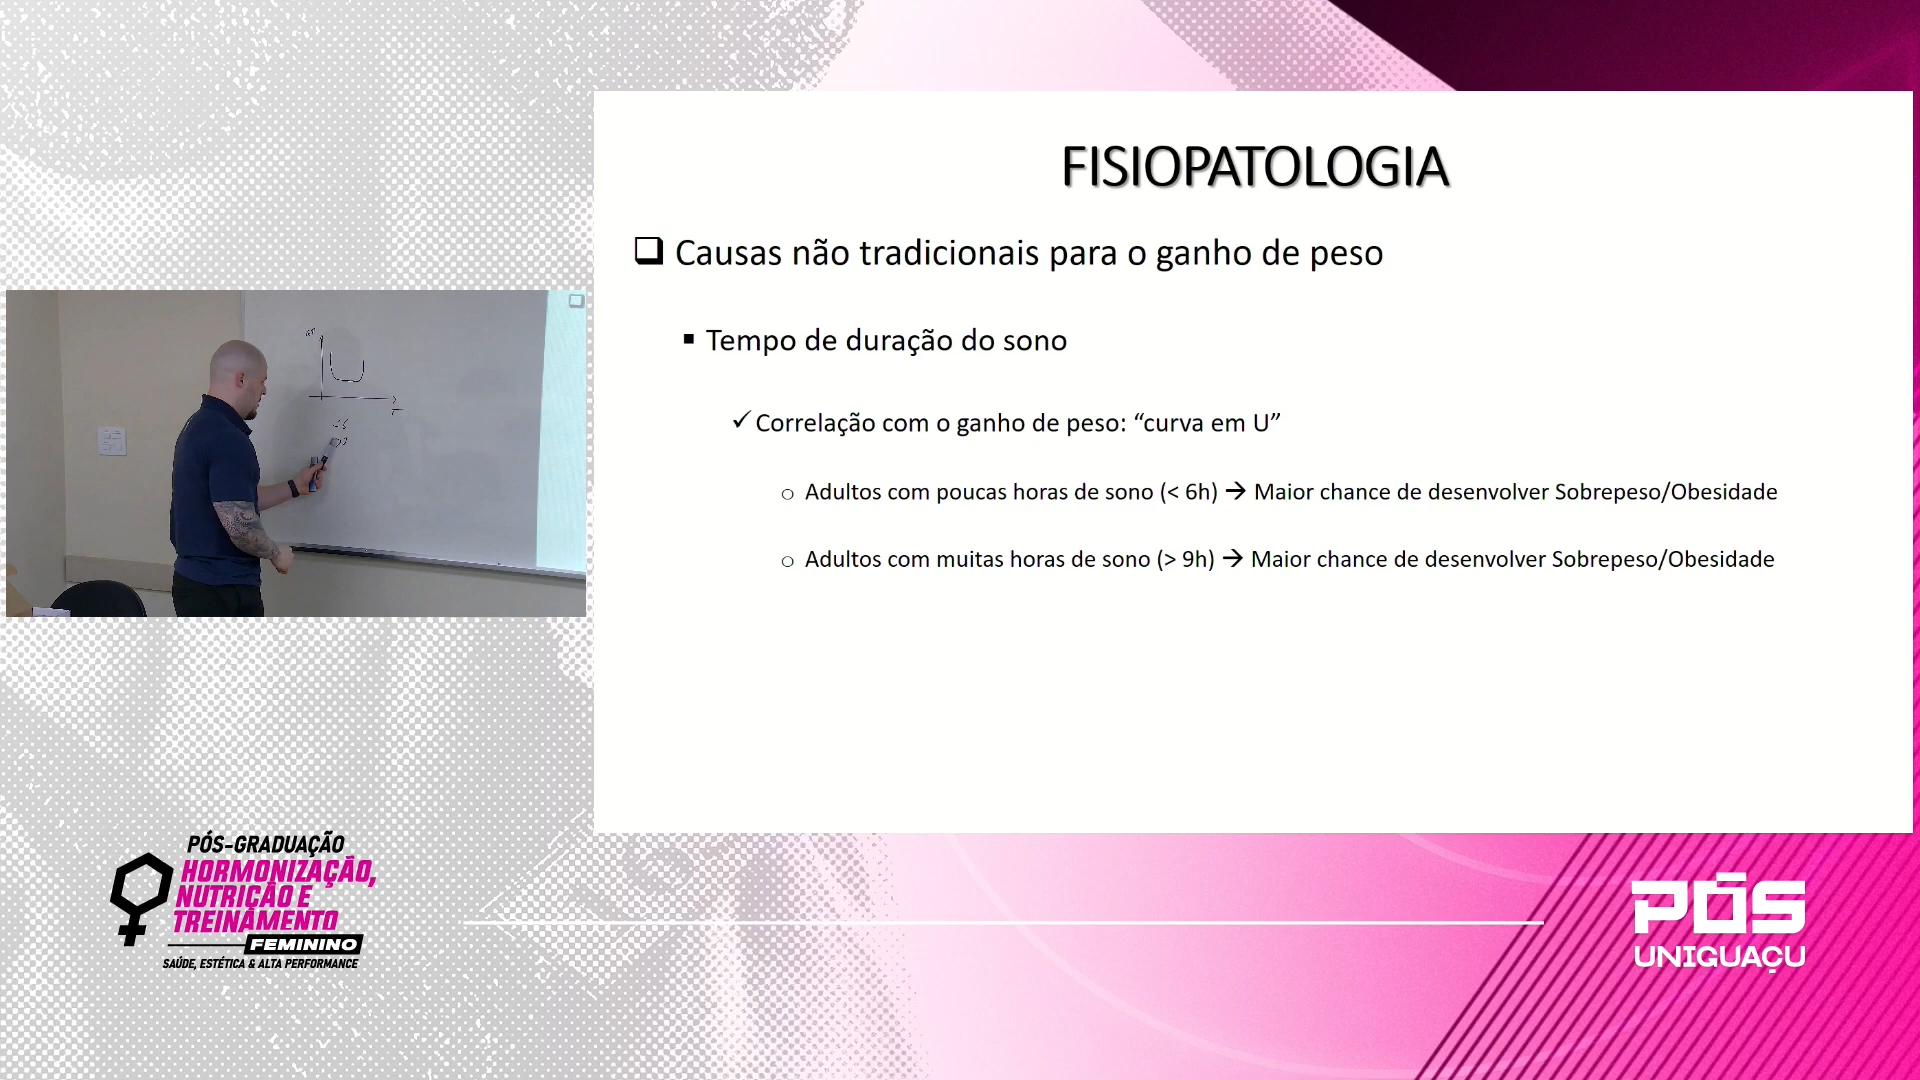 FISIOPATOLOGIA
Causas não tradicionais para o ganho de peso
Tempo de duração do sono
Correlação com o ganho de peso: “curva em U”
Adultos com poucas horas de sono (< 6h) → Maior chance de desenvolver Sobrepeso/Obesidade
Adultos com muitas horas de sono (> 9h) → Maior chance de desenvolver Sobrepeso/Obesidade
PÓS-GRADUAÇÃO
HORMONIZAÇÃO,
NUTRIÇÃO E
TREINAMENTO
FEMININO
SAÚDE, ESTÉTICA & ALTA PERFORMANCE
PÓS
UNIGUAÇU